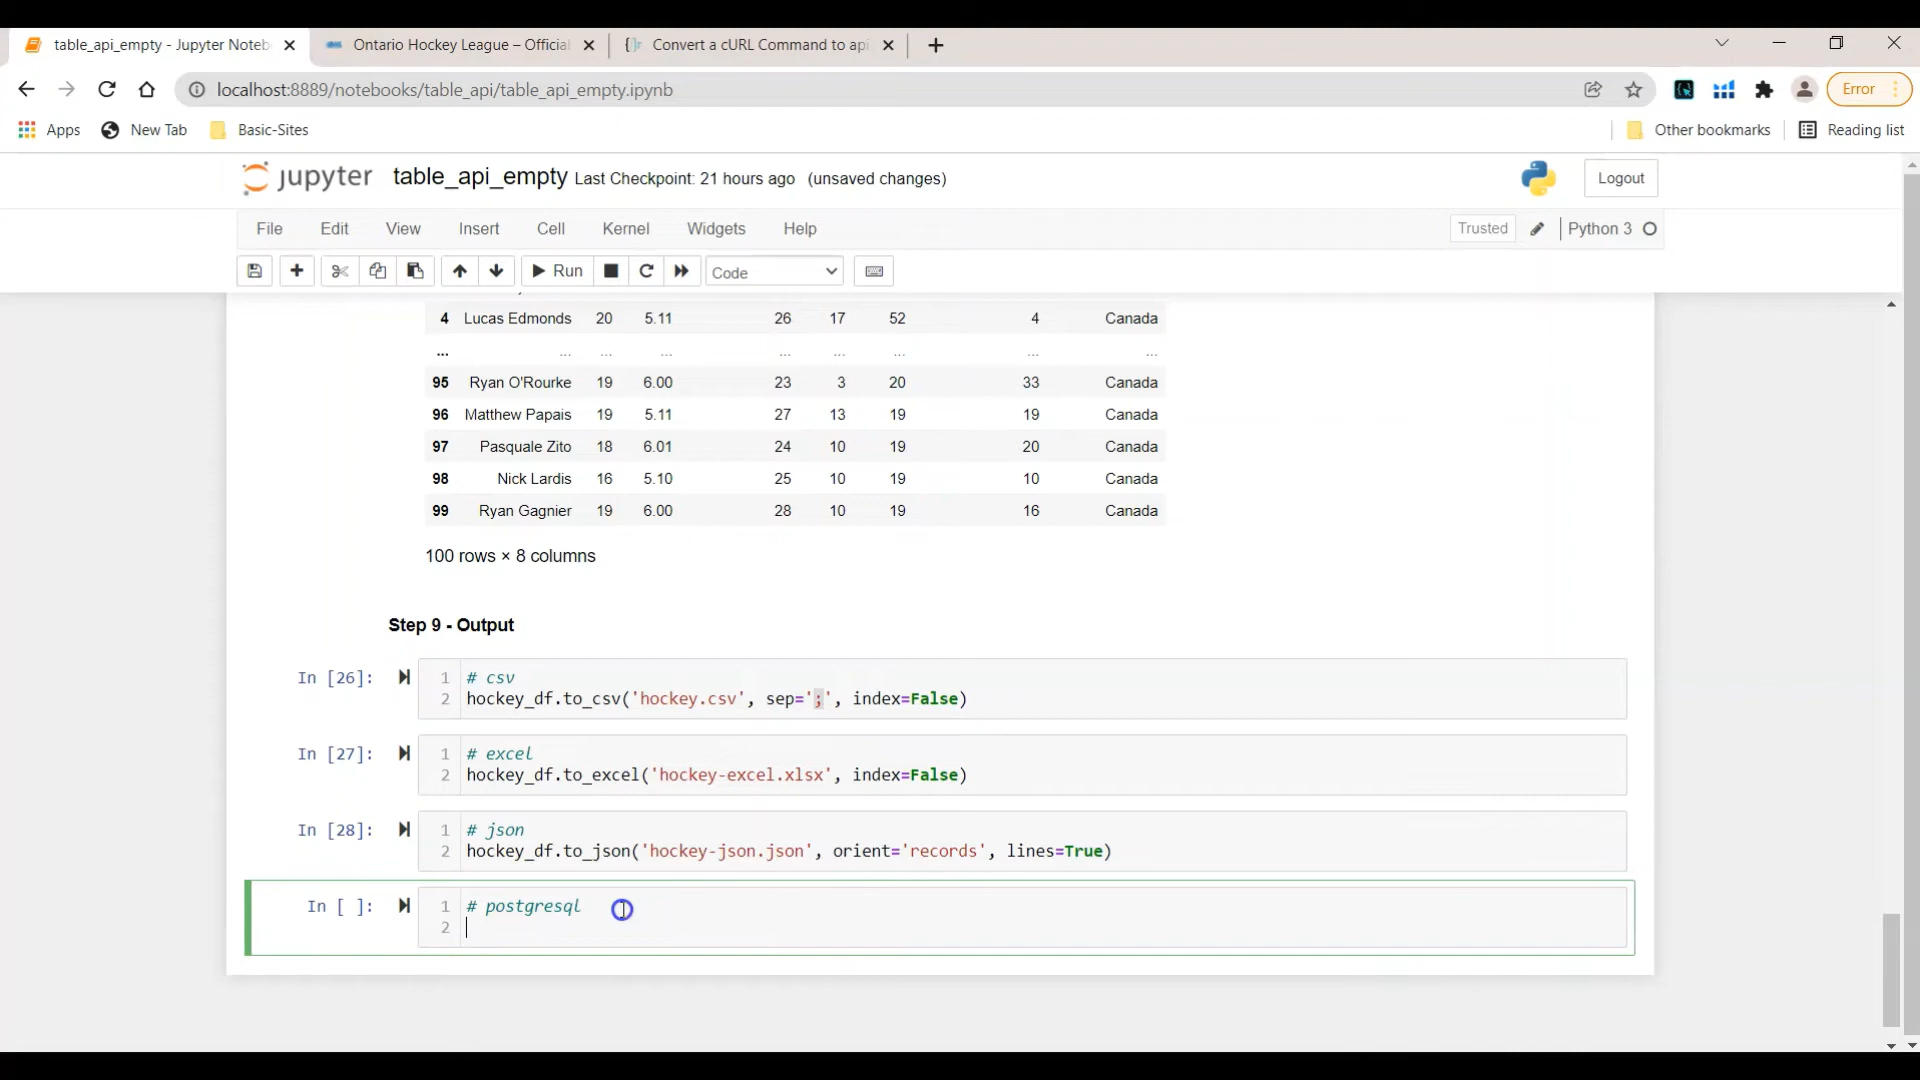 table_api_empty - Jupyter Noteb
Ontario Hockey League – Official
Convert a cURL Command to api
localhost:8889/notebooks/table_api/table_api_empty.ipynb
Error
Apps
New Tab
Basic-Sites
Other bookmarks
Reading list
jupyter
table_api_empty Last Checkpoint: 21 hours ago (unsaved changes)
Logout
File Edit View Insert Cell Kernel Widgets Help
Trusted
Python 3
Run
Code
4 Lucas Edmonds 20 5.11 26 17 52 4 Canada
... ... ... ... ... ... ... ... ...
95 Ryan O'Rourke 19 6.00 23 3 20 33 Canada
96 Matthew Papais 19 5.11 27 13 19 19 Canada
97 Pasquale Zito 18 6.01 24 10 19 20 Canada
98 Nick Lardis 16 5.10 25 10 19 10 Canada
99 Ryan Gagnier 19 6.00 28 10 19 16 Canada
100 rows × 8 columns
Step 9 - Output
In [26]: 1 # csv
2 hockey_df.to_csv('hockey.csv', sep=';', index=False)
In [27]: 1 # excel
2 hockey_df.to_excel('hockey-excel.xlsx', index=False)
In [28]: 1 # json
2 hockey_df.to_json('hockey-json.json', orient='records', lines=True)
In [ ]: 1 # postgresql
2